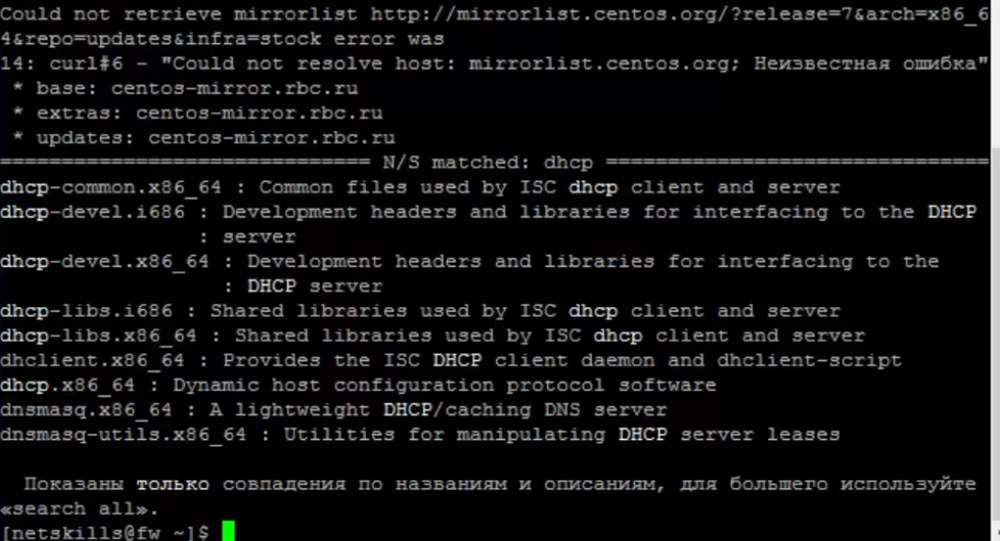 Could not retrieve mirrorlist http://mirrorlist.centos.org/?release=7&arch=x86_6
4&repo=updates&infra=stock error was
14: curl#6 - "Could not resolve host: mirrorlist.centos.org; Неизвестная ошибка"
 * base: centos-mirror.rbc.ru
 * extras: centos-mirror.rbc.ru
 * updates: centos-mirror.rbc.ru
============================== N/S matched: dhcp ===============================
dhcp-common.x86_64 : Common files used by ISC dhcp client and server
dhcp-devel.i686 : Development headers and libraries for interfacing to the DHCP
                : server
dhcp-devel.x86_64 : Development headers and libraries for interfacing to the
                  : DHCP server
dhcp-libs.i686 : Shared libraries used by ISC dhcp client and server
dhcp-libs.x86_64 : Shared libraries used by ISC dhcp client and server
dhclient.x86_64 : Provides the ISC DHCP client daemon and dhclient-script
dhcp.x86_64 : Dynamic host configuration protocol software
dnsmasq.x86_64 : A lightweight DHCP/caching DNS server
dnsmasq-utils.x86_64 : Utilities for manipulating DHCP server leases
  Показаны только совпадения по названиям и описаниям, для большего используйте
«search all».
[netskills@fw ~]$